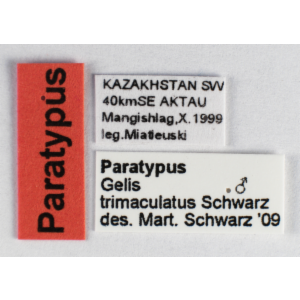 Paratypus
KAZAKHSTAN SW
40kmSE AKTAU
Mangishlag,X.1999
leg.Miatleuski
Paratypus
Gelis ♂
trimaculatus Schwarz
des. Mart. Schwarz '09